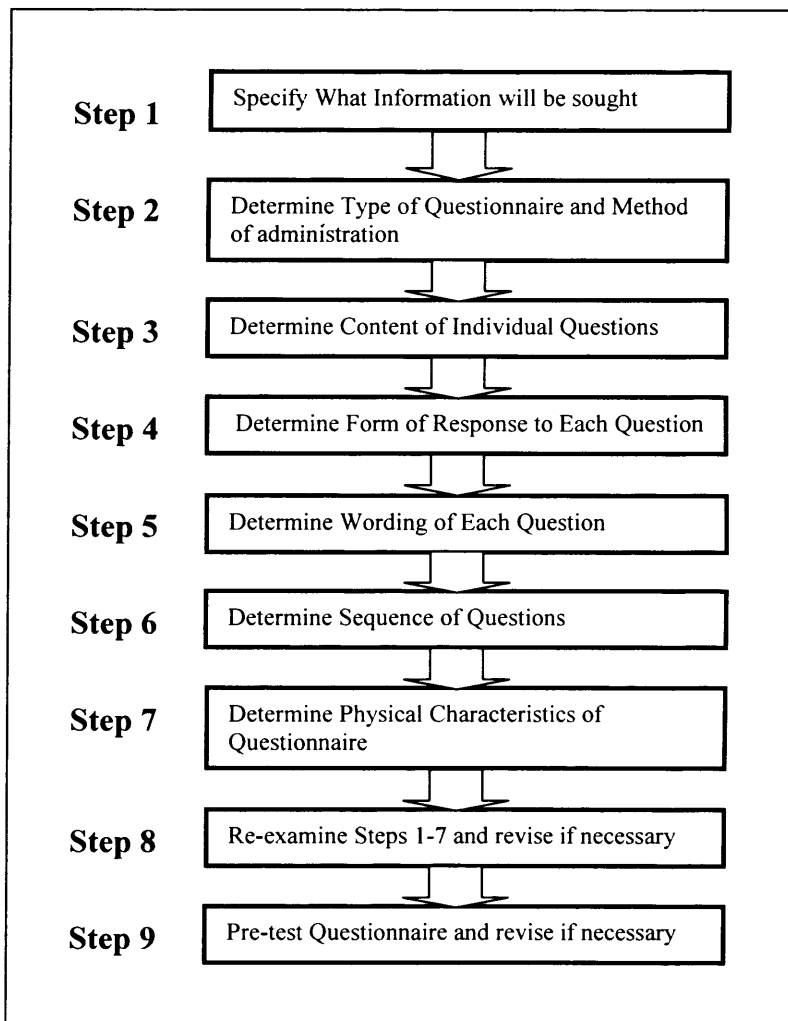 Step 1
Specify What Information will be sought
Step 2
Determine Type of Questionnaire and Method
of administration
Step 3
Determine Content of Individual Questions
Step 4
Determine Form of Response to Each Question
Step 5
Determine Wording of Each Question
Step 6
Determine Sequence of Questions
Step 7
Determine Physical Characteristics of
Questionnaire
Step 8
Re-examine Steps 1-7 and revise if necessary
Step 9
Pre-test Questionnaire and revise if necessary